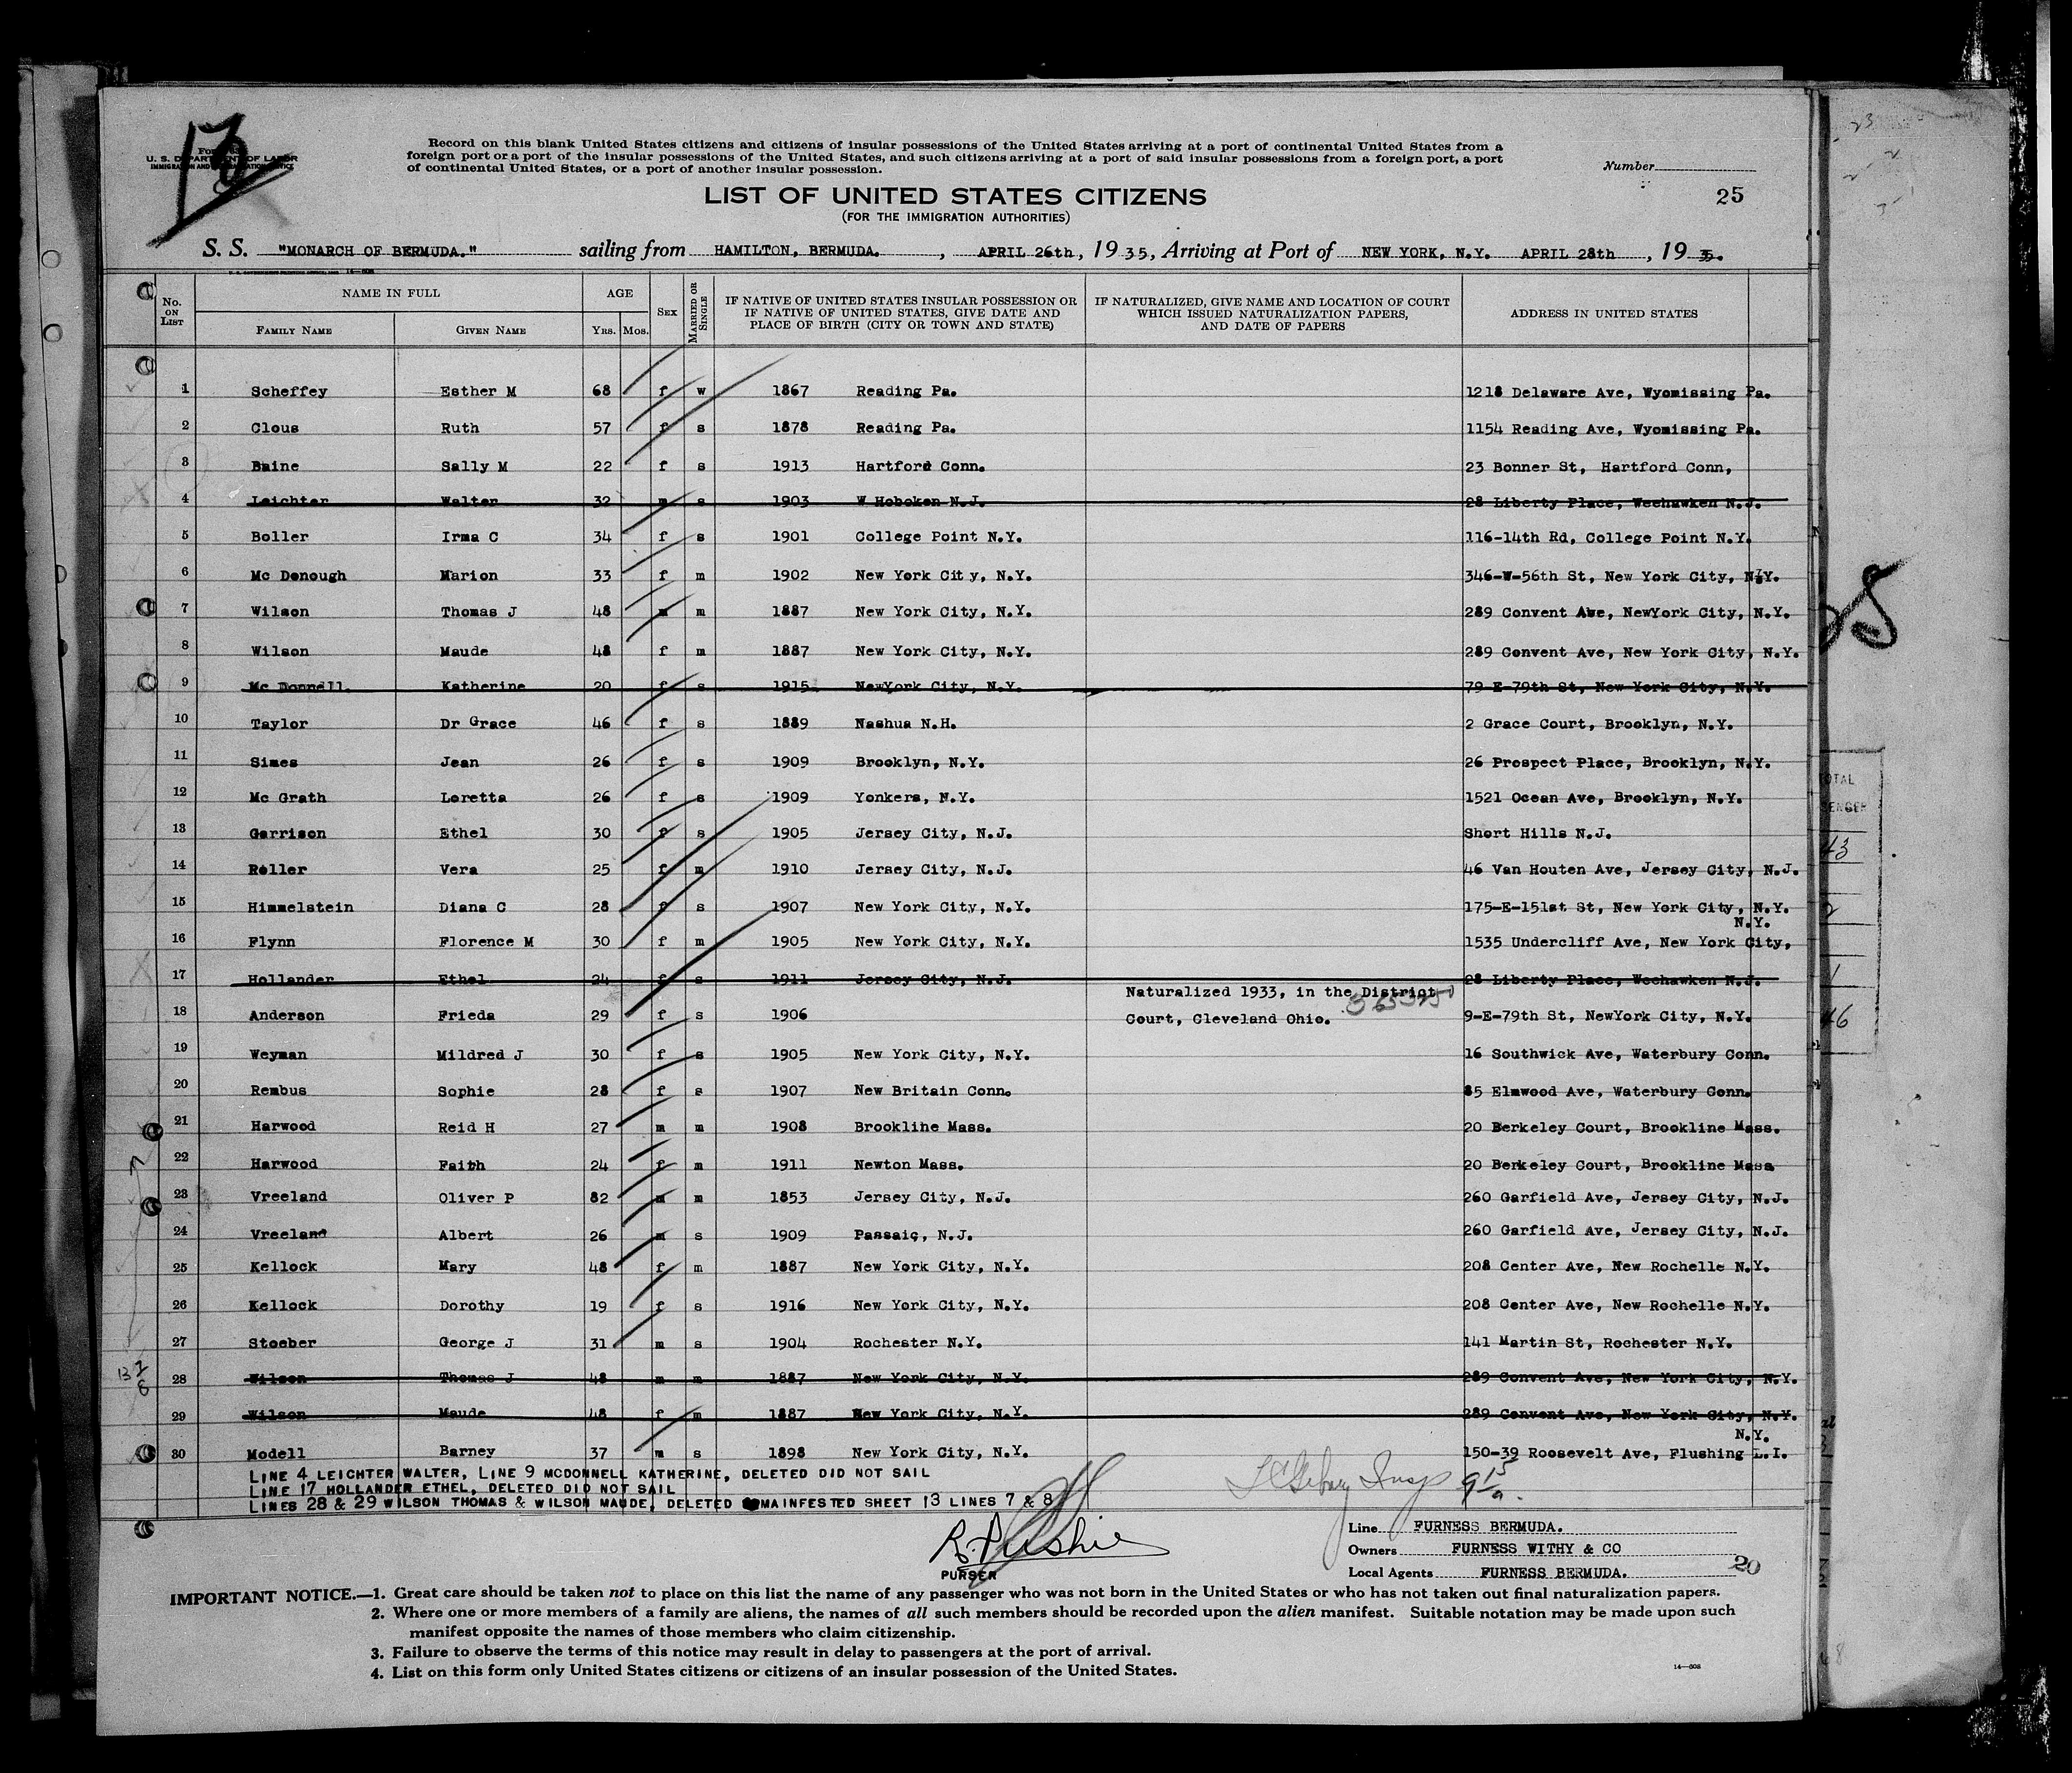 13
Form 630
U. S. DEPARTMENT OF LABOR
IMMIGRATION AND NATURALIZATION SERVICE
Record on this blank United States citizens and citizens of insular possessions of the United States arriving at a port of continental United States from a
foreign port or a port of the insular possessions of the United States, and such citizens arriving at a port of said insular possessions from a foreign port, a port
of continental United States, or a port of another insular possession.
Number
LIST OF UNITED STATES CITIZENS
25
(FOR THE IMMIGRATION AUTHORITIES)
S. S. "MONARCH OF BERMUDA." sailing from HAMILTON, BERMUDA. , APRIL 26th, 1935, Arriving at Port of NEW YORK, N.Y. APRIL 28th , 1935.
No. ON LIST NAME IN FULL AGE SEX MARRIED OR SINGLE IF NATIVE OF UNITED STATES INSULAR POSSESSION OR IF NATIVE OF UNITED STATES, GIVE DATE AND PLACE OF BIRTH (CITY OR TOWN AND STATE) IF NATURALIZED, GIVE NAME AND LOCATION OF COURT WHICH ISSUED NATURALIZATION PAPERS, AND DATE OF PAPERS ADDRESS IN UNITED STATES
FAMILY NAME GIVEN NAME YRS. MOS.
1 Scheffey Esther M 68 f w 1867 Reading Pa. 1218 Delaware Ave, Wyomissing Pa.
2 Clous Ruth 57 f s 1878 Reading Pa. 1154 Reading Ave, Wyomissing Pa.
3 Baine Sally M 22 f s 1913 Hartford Conn. 23 Bonner St, Hartford Conn,
4 Leichter Walter 32 m s 1903 W Hoboken N.J. 28 Liberty Place, Weehawken N.J.
5 Boller Irma C 34 f s 1901 College Point N.Y. 116-14th Rd, College Point N.Y.
6 Mc Donough Marion 33 f m 1902 New York City, N.Y. 346-W-56th St, New York City, N.Y.
7 Wilson Thomas J 48 m m 1887 New York City, N.Y. 289 Convent Ave, NewYork City, N.Y.
8 Wilson Maude 48 f m 1887 New York City, N.Y. 289 Convent Ave, New York City, N.Y.
9 Mc Donnell Katherine 20 f s 1915 NewYork City, N.Y. 79-E-79th St, New York City, N.Y.
10 Taylor Dr Grace 46 f s 1889 Nashua N.H. 2 Grace Court, Brooklyn, N.Y.
11 Simes Jean 26 f s 1909 Brooklyn, N.Y. 26 Prospect Place, Brooklyn, N.Y.
12 Mc Grath Loretta 26 f s 1909 Yonkers, N.Y. 1521 Ocean Ave, Brooklyn, N.Y.
13 Garrison Ethel 30 f s 1905 Jersey City, N.J. Short Hills N.J.
14 Roller Vera 25 f m 1910 Jersey City, N.J. 46 Van Houten Ave, Jersey City, N.J.
15 Himmelstein Diana C 28 f s 1907 New York City, N.Y. 175-E-151st St, New York City, N.Y.
N.Y.
16 Flynn Florence M 30 f m 1905 New York City, N.Y. 1535 Undercliff Ave, New York City,
17 Hollander Ethel 24 f s 1911 Jersey City, N.J. 28 Liberty Place, Weehawken N.J.
Naturalized 1933, in the District
18 Anderson Frieda 29 f s 1906 Court, Cleveland Ohio. 9-E-79th St, NewYork City, N.Y.
19 Weyman Mildred J 30 f s 1905 New York City, N.Y. 16 Southwick Ave, Waterbury Conn.
20 Rembus Sophie 28 f s 1907 New Britain Conn. 85 Elmwood Ave, Waterbury Conn.
21 Harwood Reid H 27 m m 1908 Brookline Mass. 20 Berkeley Court, Brookline Mass.
22 Harwood Faith 24 f m 1911 Newton Mass. 20 Berkeley Court, Brookline Mass
23 Vreeland Oliver P 82 m m 1853 Jersey City, N.J. 260 Garfield Ave, Jersey City, N.J.
24 Vreeland Albert 26 m s 1909 Passaic, N.J. 260 Garfield Ave, Jersey City, N.J.
25 Kellock Mary 48 f m 1887 New York City, N.Y. 208 Center Ave, New Rochelle N.Y.
26 Kellock Dorothy 19 f s 1916 New York City, N.Y. 208 Center Ave, New Rochelle N.Y.
27 Stoeber George J 31 m s 1904 Rochester N.Y. 141 Martin St, Rochester N.Y.
28 Wilson Thomas J 48 m m 1887 New York City, N.Y. 289 Convent Ave, New York City, N.Y.
29 Wilson Maude 48 f m 1887 New York City, N.Y. 289 Convent Ave, New York City, N.Y.
N.Y.
30 Modell Barney 37 m s 1898 New York City, N.Y. 150-39 Roosevelt Ave, Flushing L.I.
LINE 4 LEICHTER WALTER, LINE 9 MCDONNELL KATHERINE, DELETED DID NOT SAIL
LINE 17 HOLLANDER ETHEL, DELETED DID NOT SAIL
LINES 28 & 29 WILSON THOMAS & WILSON MAUDE, DELETED MAINFESTED SHEET 13 LINES 7 & 8
PURSER
Line FURNESS BERMUDA.
Owners FURNESS WITHY & CO
Local Agents FURNESS BERMUDA.
20
IMPORTANT NOTICE.—1. Great care should be taken not to place on this list the name of any passenger who was not born in the United States or who has not taken out final naturalization papers.
2. Where one or more members of a family are aliens, the names of all such members should be recorded upon the alien manifest. Suitable notation may be made upon such
manifest opposite the names of those members who claim citizenship.
3. Failure to observe the terms of this notice may result in delay to passengers at the port of arrival.
4. List on this form only United States citizens or citizens of an insular possession of the United States.
14—808